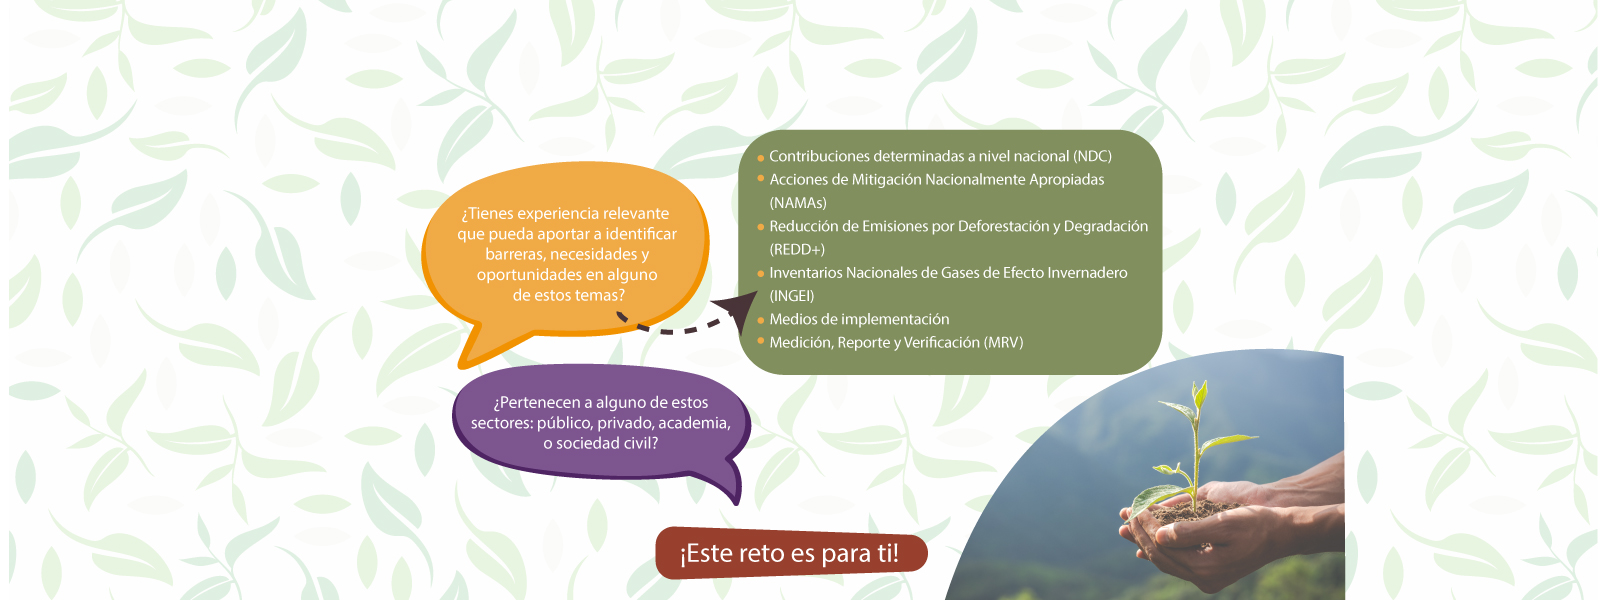 ¿Tienes experiencia relevante
que pueda aportar a identificar
barreras, necesidades y
oportunidades en alguno
de estos temas?
Contribuciones determinadas a nivel nacional (NDC)
Acciones de Mitigación Nacionalmente Apropiadas
(NAMAs)
Reducción de Emisiones por Deforestación y Degradación
(REDD+)
Inventarios Nacionales de Gases de Efecto Invernadero
(INGEI)
Medios de implementación
Medición, Reporte y Verificación (MRV)
¿Pertenecen a alguno de estos
sectores: público, privado, academia,
o sociedad civil?
¡Este reto es para ti!